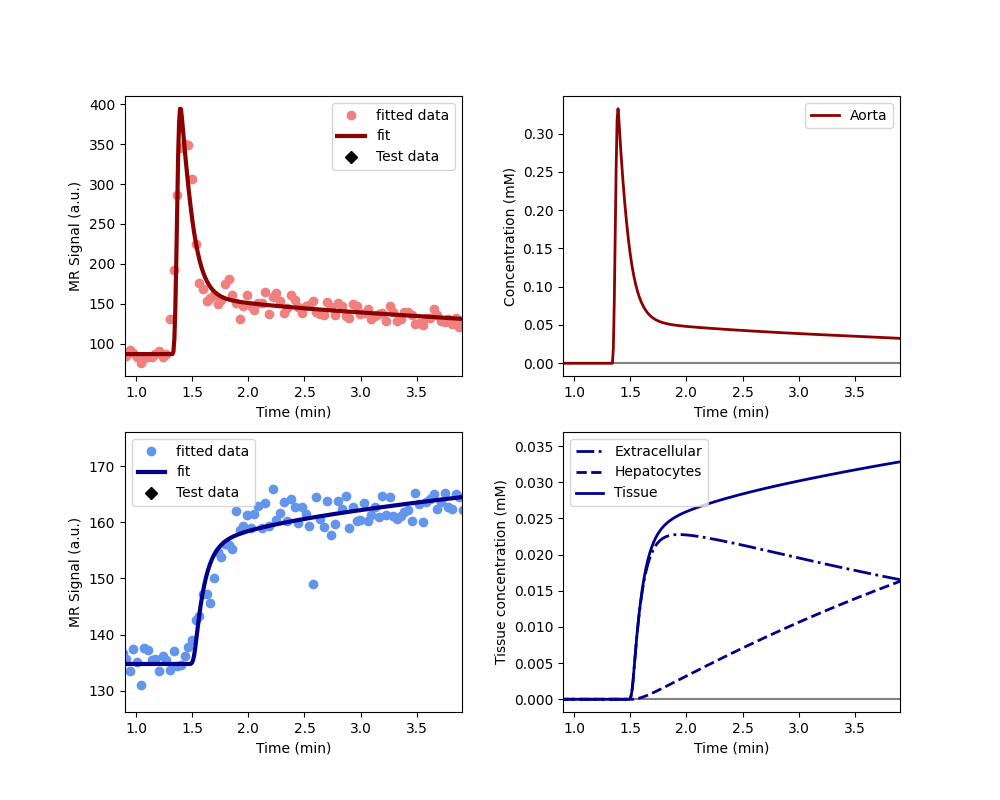 MR Signal (a.u.)
400
350
300
250
200
150
100
fitted data
fit
Test data
1.0 1.5 2.0 2.5 3.0 3.5
Time (min)
Concentration (mM)
0.30
0.25
0.20
0.15
0.10
0.05
0.00
Aorta
1.0 1.5 2.0 2.5 3.0 3.5
Time (min)
MR Signal (a.u.)
170
160
150
140
130
fitted data
fit
Test data
1.0 1.5 2.0 2.5 3.0 3.5
Time (min)
Tissue concentration (mM)
0.035
0.030
0.025
0.020
0.015
0.010
0.005
0.000
Extracellular
Hepatocytes
Tissue
1.0 1.5 2.0 2.5 3.0 3.5
Time (min)